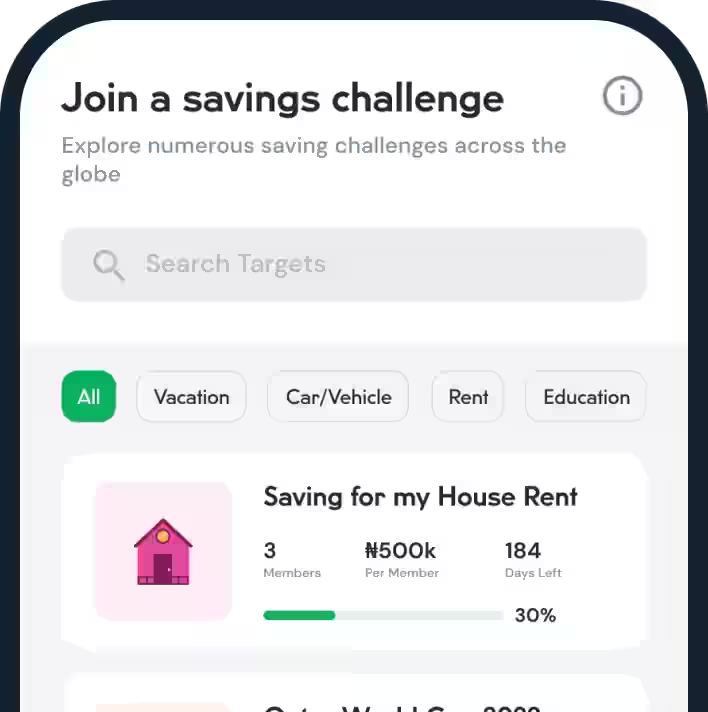 Join a savings challenge
Explore numerous saving challenges across the
globe
Search Targets
All Vacation Car/Vehicle Rent Education
Saving for my House Rent
3 ₦500k 184
Members Per Member Days Left
30%